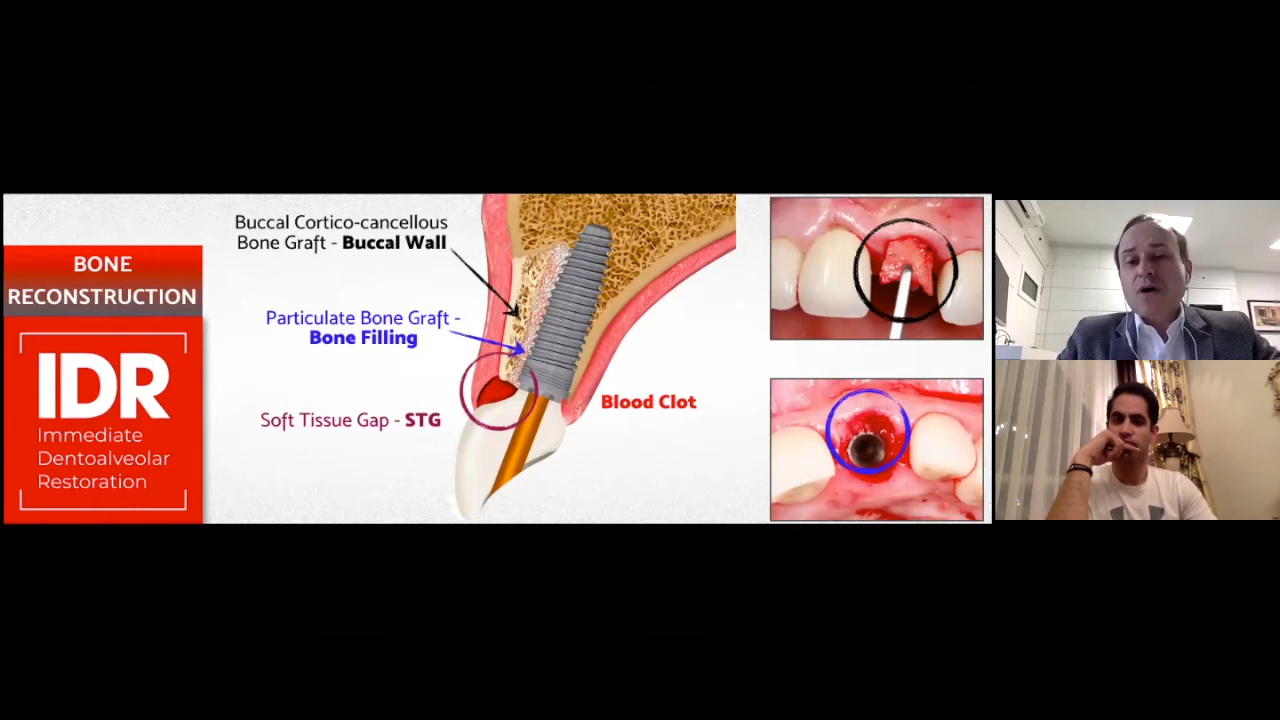 BONE
RECONSTRUCTION
IDR
Immediate
Dentoalveolar
Restoration
Buccal Cortico-cancellous
Bone Graft - Buccal Wall
Particulate Bone Graft -
Bone Filling
Soft Tissue Gap - STG
Blood Clot